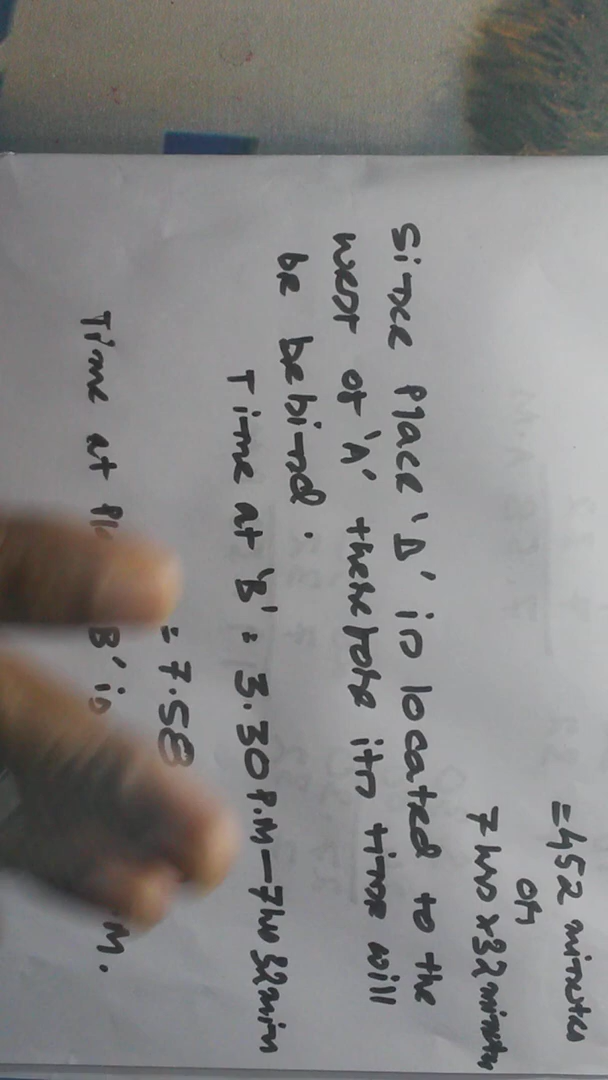 = 452 minutes
or
7 hrs x 32 minutes
Since place 'B' is located to the
west of 'A' therefore its time will
be behind.
Time at 'B' = 3.30 P.M - 7 hrs 32 min
= 7.58
Time at B' is M.